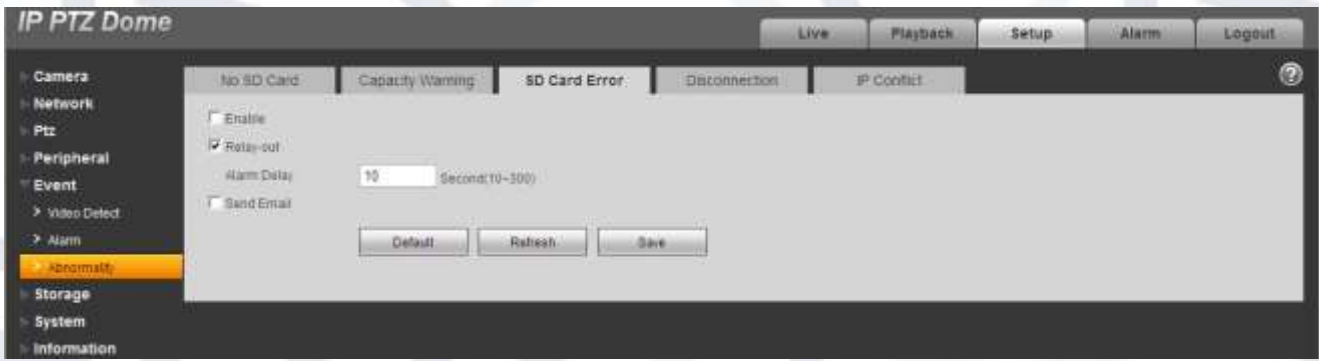 IP PTZ Dome
Live Playback Setup Alarm Logout
Camera
Network
Ptz
Peripheral
Event
Video Detect
Alarm
Abnormality
Storage
System
Information
No SD Card Capacity Warning SD Card Error Disconnection IP Conflict
Enable
Relay-out
Alarm Delay 10 Second(10~300)
Send Email
Default Refresh Save